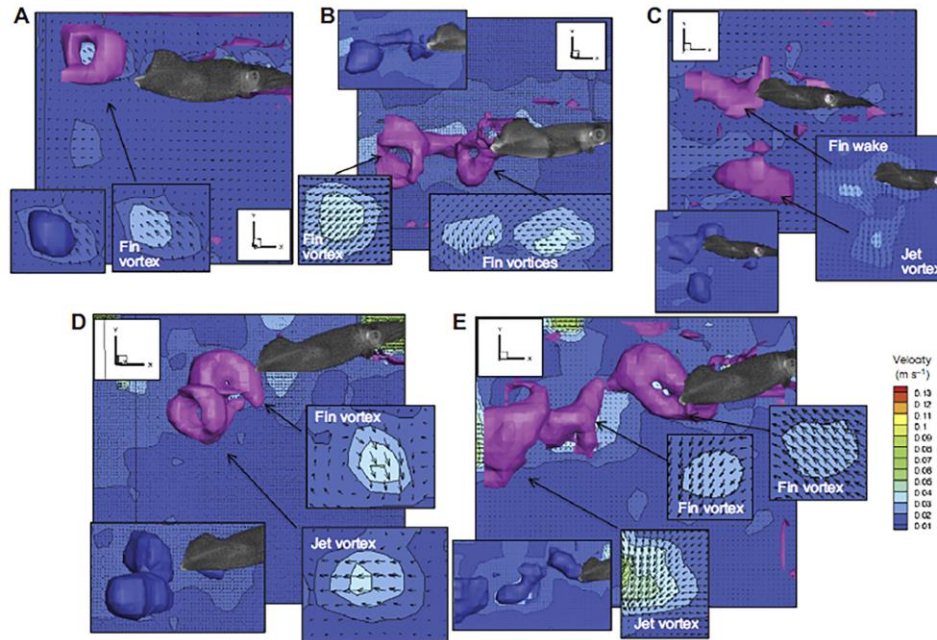 A
B
C
Fin wake
Fin
vortex
Fin
vortex
Fin vortices
Jet
vortex
D
E
Velocity
(m s⁻¹)
0.13
0.12
0.11
0.1
0.09
0.08
0.07
0.06
0.05
0.04
0.03
0.02
0.01
Fin vortex
Jet vortex
Fin vortex
Fin vortex
Jet vortex